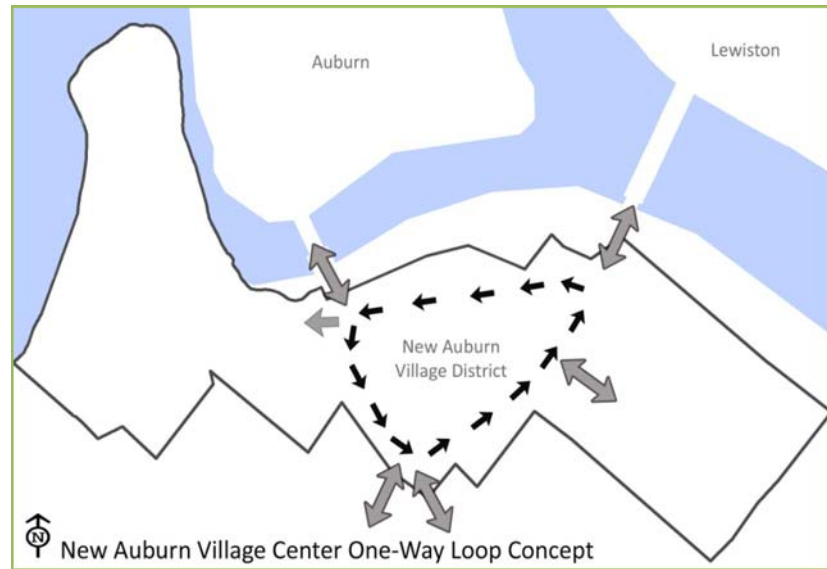 Auburn
Lewiston
New Auburn
Village District
N
New Auburn Village Center One-Way Loop Concept